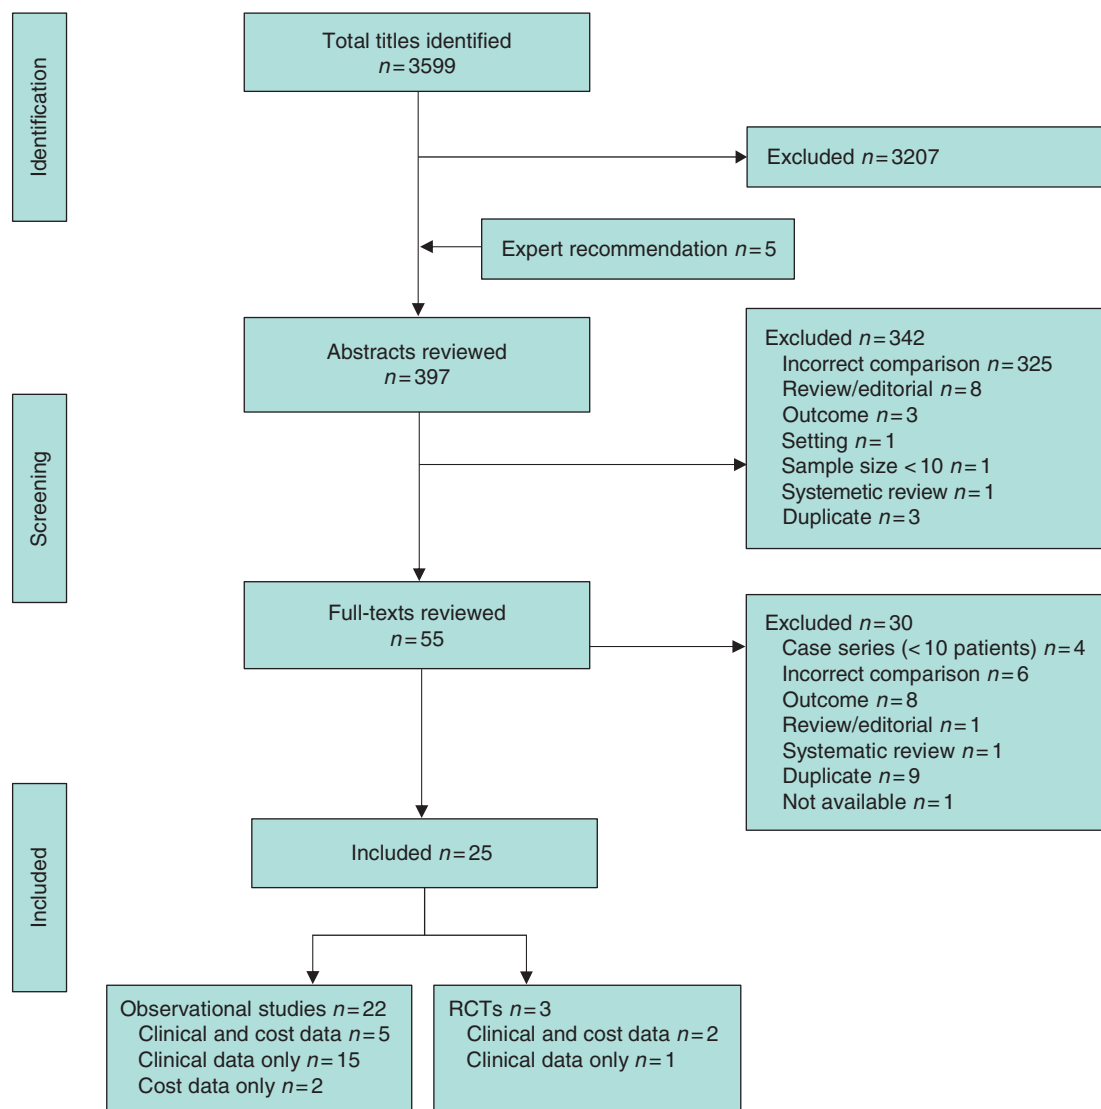 Identification
Total titles identified
n=3599
Excluded n=3207
Expert recommendation n=5
Screening
Abstracts reviewed
n=397
Excluded n=342
Incorrect comparison n=325
Review/editorial n=8
Outcome n=3
Setting n=1
Sample size <10 n=1
Systemetic review n=1
Duplicate n=3
Full-texts reviewed
n=55
Excluded n=30
Case series (<10 patients) n=4
Incorrect comparison n=6
Outcome n=8
Review/editorial n=1
Systematic review n=1
Duplicate n=9
Not available n=1
Included
Included n=25
Observational studies n=22
Clinical and cost data n=5
Clinical data only n=15
Cost data only n=2
RCTs n=3
Clinical and cost data n=2
Clinical data only n=1